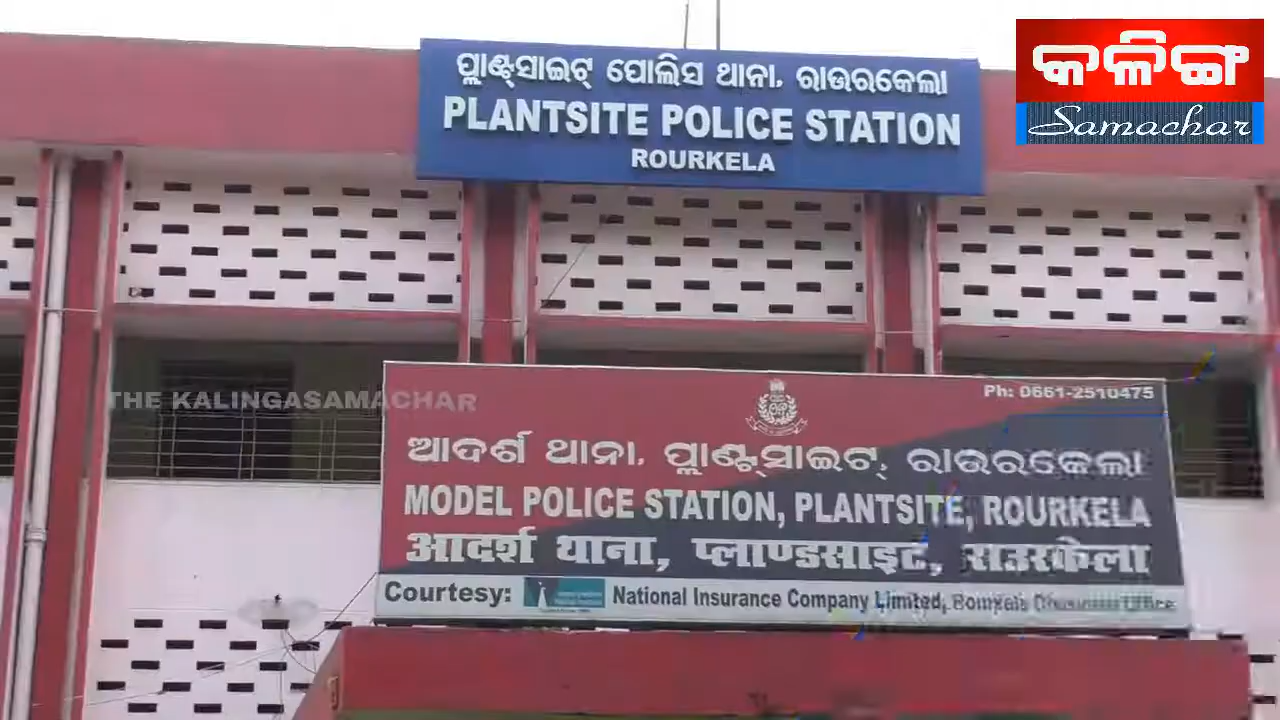 ପ୍ଲାଣ୍ଟସାଇଟ୍ ପୋଲିସ ଥାନା, ରାଉରକେଲା
PLANTSITE POLICE STATION
ROURKELA
କଳିଙ୍ଗ
Samachar
THE KALINGASAMACHAR
Ph: 0661-2510475
ଆଦର୍ଶ ଥାନା, ପ୍ଲାଣ୍ଟସାଇଟ୍, ରାଉରକେଲା
MODEL POLICE STATION, PLANTSITE, ROURKELA
आदर्श थाना, प्लाण्डसाइट, राउरकेला
Courtesy: National Insurance Company Limited,